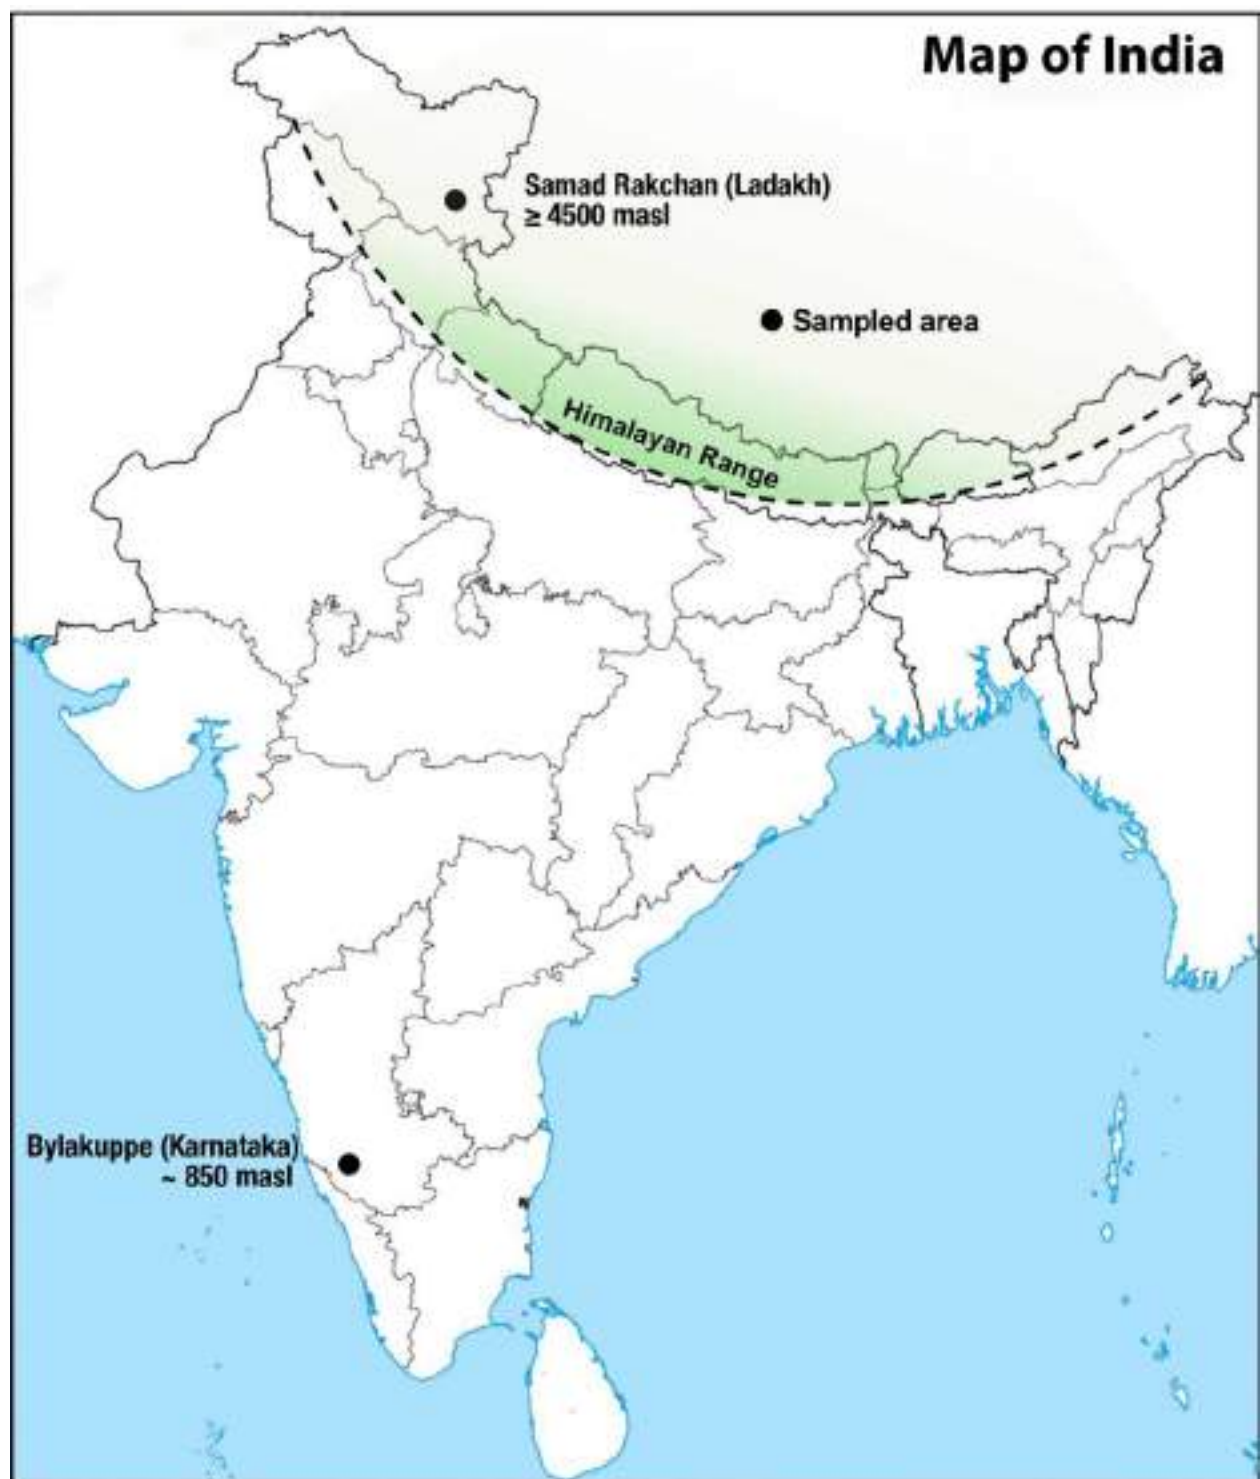 Map of India
Samad Rakchan (Ladakh)
≥ 4500 masl
Sampled area
Himalayan Range
Bylakuppe (Karnataka)
~ 850 masl